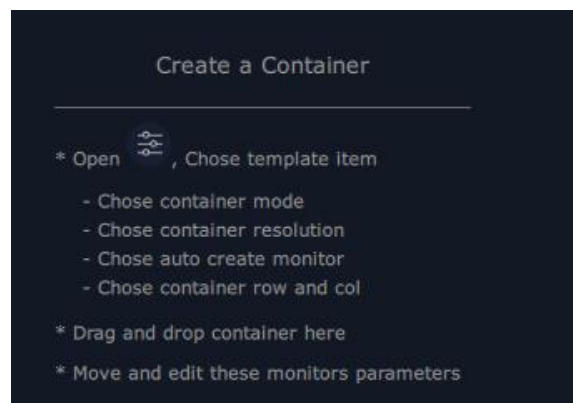 Create a Container
* Open , Chose template item
- Chose container mode
- Chose container resolution
- Chose auto create monitor
- Chose container row and col
* Drag and drop container here
* Move and edit these monitors parameters